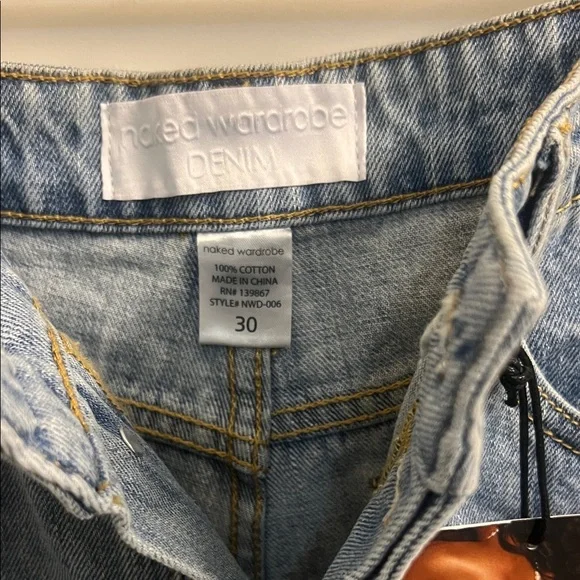 naked wardrobe
DENIM
naked wardrobe
100% COTTON
MADE IN CHINA
RN# 139867
STYLE# NWD-006
30